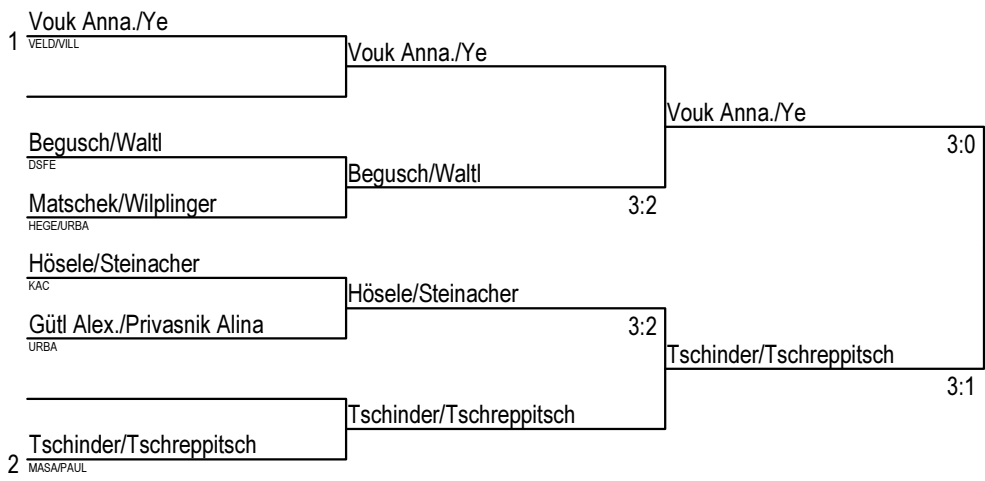 Vouk Anna./Ye
1
VELD/VILL
Vouk Anna./Ye
Vouk Anna./Ye
3:0
Begusch/Waltl
DSFE
Begusch/Waltl
3:2
Matschek/Wilplinger
HEGE/URBA
Hösele/Steinacher
KAC
Hösele/Steinacher
3:2
Gütl Alex./Privasnik Alina
URBA
Tschinder/Tschreppitsch
3:1
Tschinder/Tschreppitsch
Tschinder/Tschreppitsch
2
MASA/PAUL